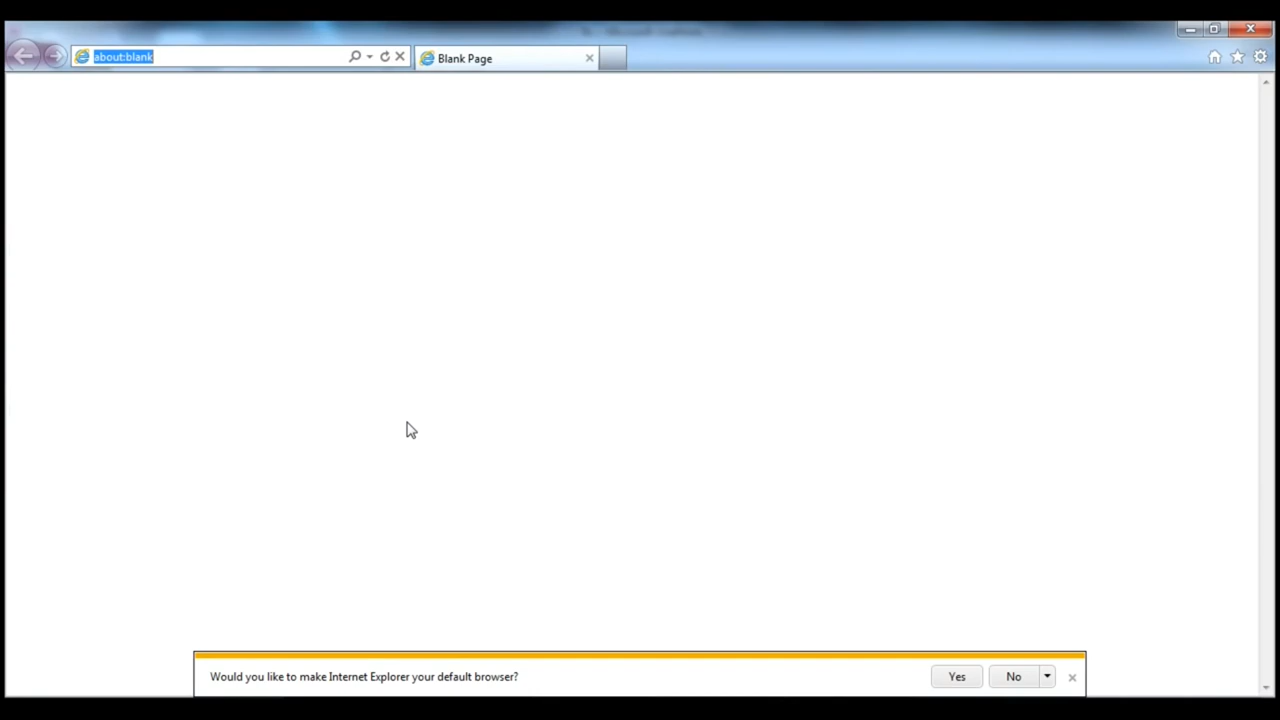 about:blank
Blank Page
Would you like to make Internet Explorer your default browser?
Yes
No